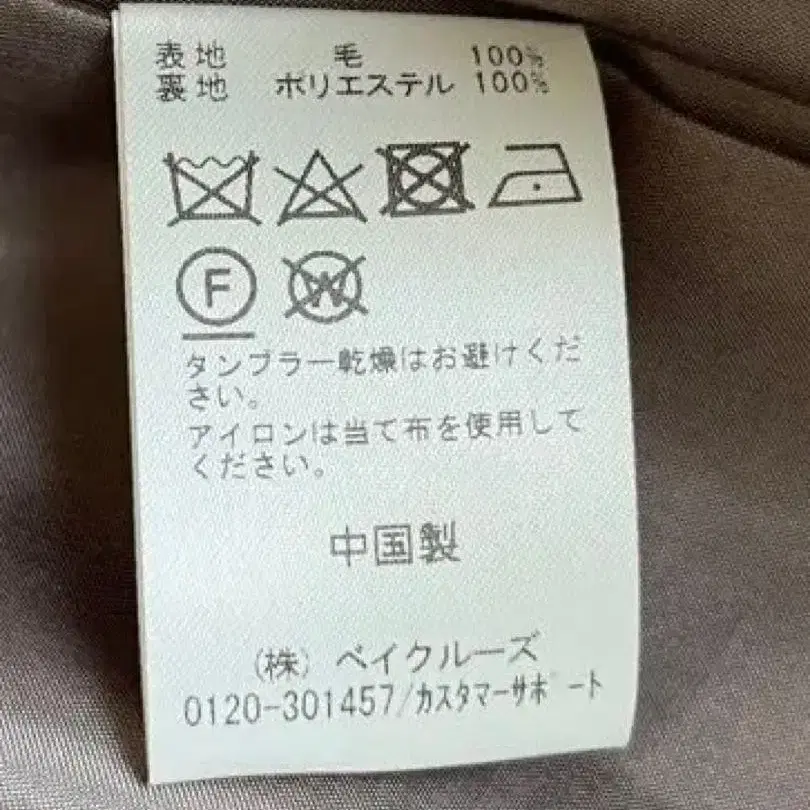 表地 毛 100%
裏地 ポリエステル 100%
F W
タンブラー乾燥はお避けくだ
さい。
アイロンは当て布を使用して
ください。
中国製
(株) ベイクルーズ
0120-301457/カスタマーサポート